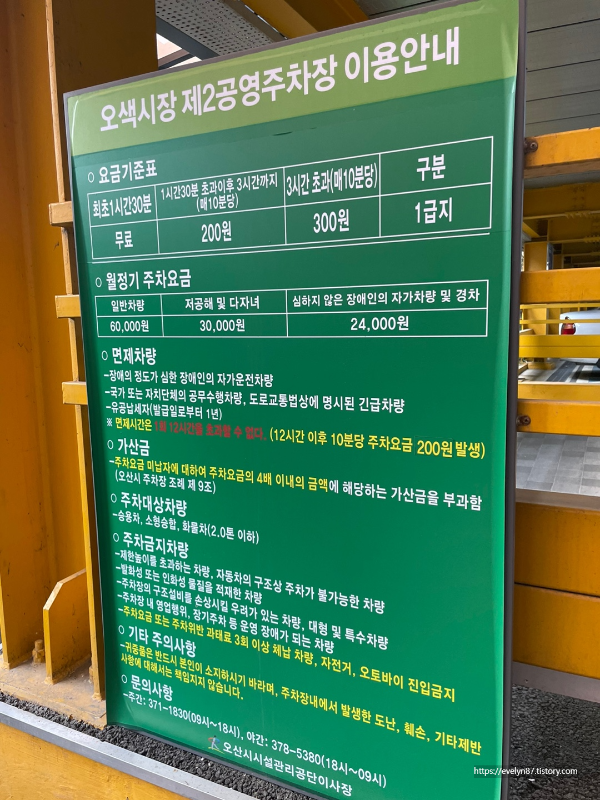 오색시장 제2공영주차장 이용안내
○ 요금기준표
최초1시간30분 1시간30분 초과이후 3시간까지 (매10분당) 3시간 초과(매10분당) 구분
무료 200원 300원 1급지
○ 월정기 주차요금
일반차량 저공해 및 다자녀 심하지 않은 장애인의 자가차량 및 경차
60,000원 30,000원 24,000원
○ 면제차량
-장애의 정도가 심한 장애인의 자가운전차량
-국가 또는 자치단체의 공무수행차량, 도로교통법상에 명시된 긴급차량
-유공납세자(발급일로부터 1년)
※ 면제시간은 1회 12시간을 초과할 수 없다. (12시간 이후 10분당 주차요금 200원 발생)
○ 가산금
-주차요금 미납자에 대하여 주차요금의 4배 이내의 금액에 해당하는 가산금을 부과함
(오산시 주차장 조례 제 9조)
○ 주차대상차량
-승용차, 소형승합, 화물차(2.0톤 이하)
○ 주차금지차량
-제한높이를 초과하는 차량, 자동차의 구조상 주차가 불가능한 차량
-발화성 또는 인화성 물질을 적재한 차량
-주차장의 구조설비를 손상시킬 우려가 있는 차량, 대형 및 특수차량
-주차장 내 영업행위, 장기주차 등 운영 장애가 되는 차량
-주차요금 또는 주차위반 과태료 3회 이상 체납 차량, 자전거, 오토바이 진입금지
○ 기타 주의사항
-귀중품은 반드시 본인이 소지하시기 바라며, 주차장내에서 발생한 도난, 훼손, 기타제반
사항에 대해서는 책임지지 않습니다.
○ 문의사항
-주간: 371-1830(09시~18시), 야간: 378-5380(18시~09시)
오산시시설관리공단이사장
https://evelyn87.tistory.com